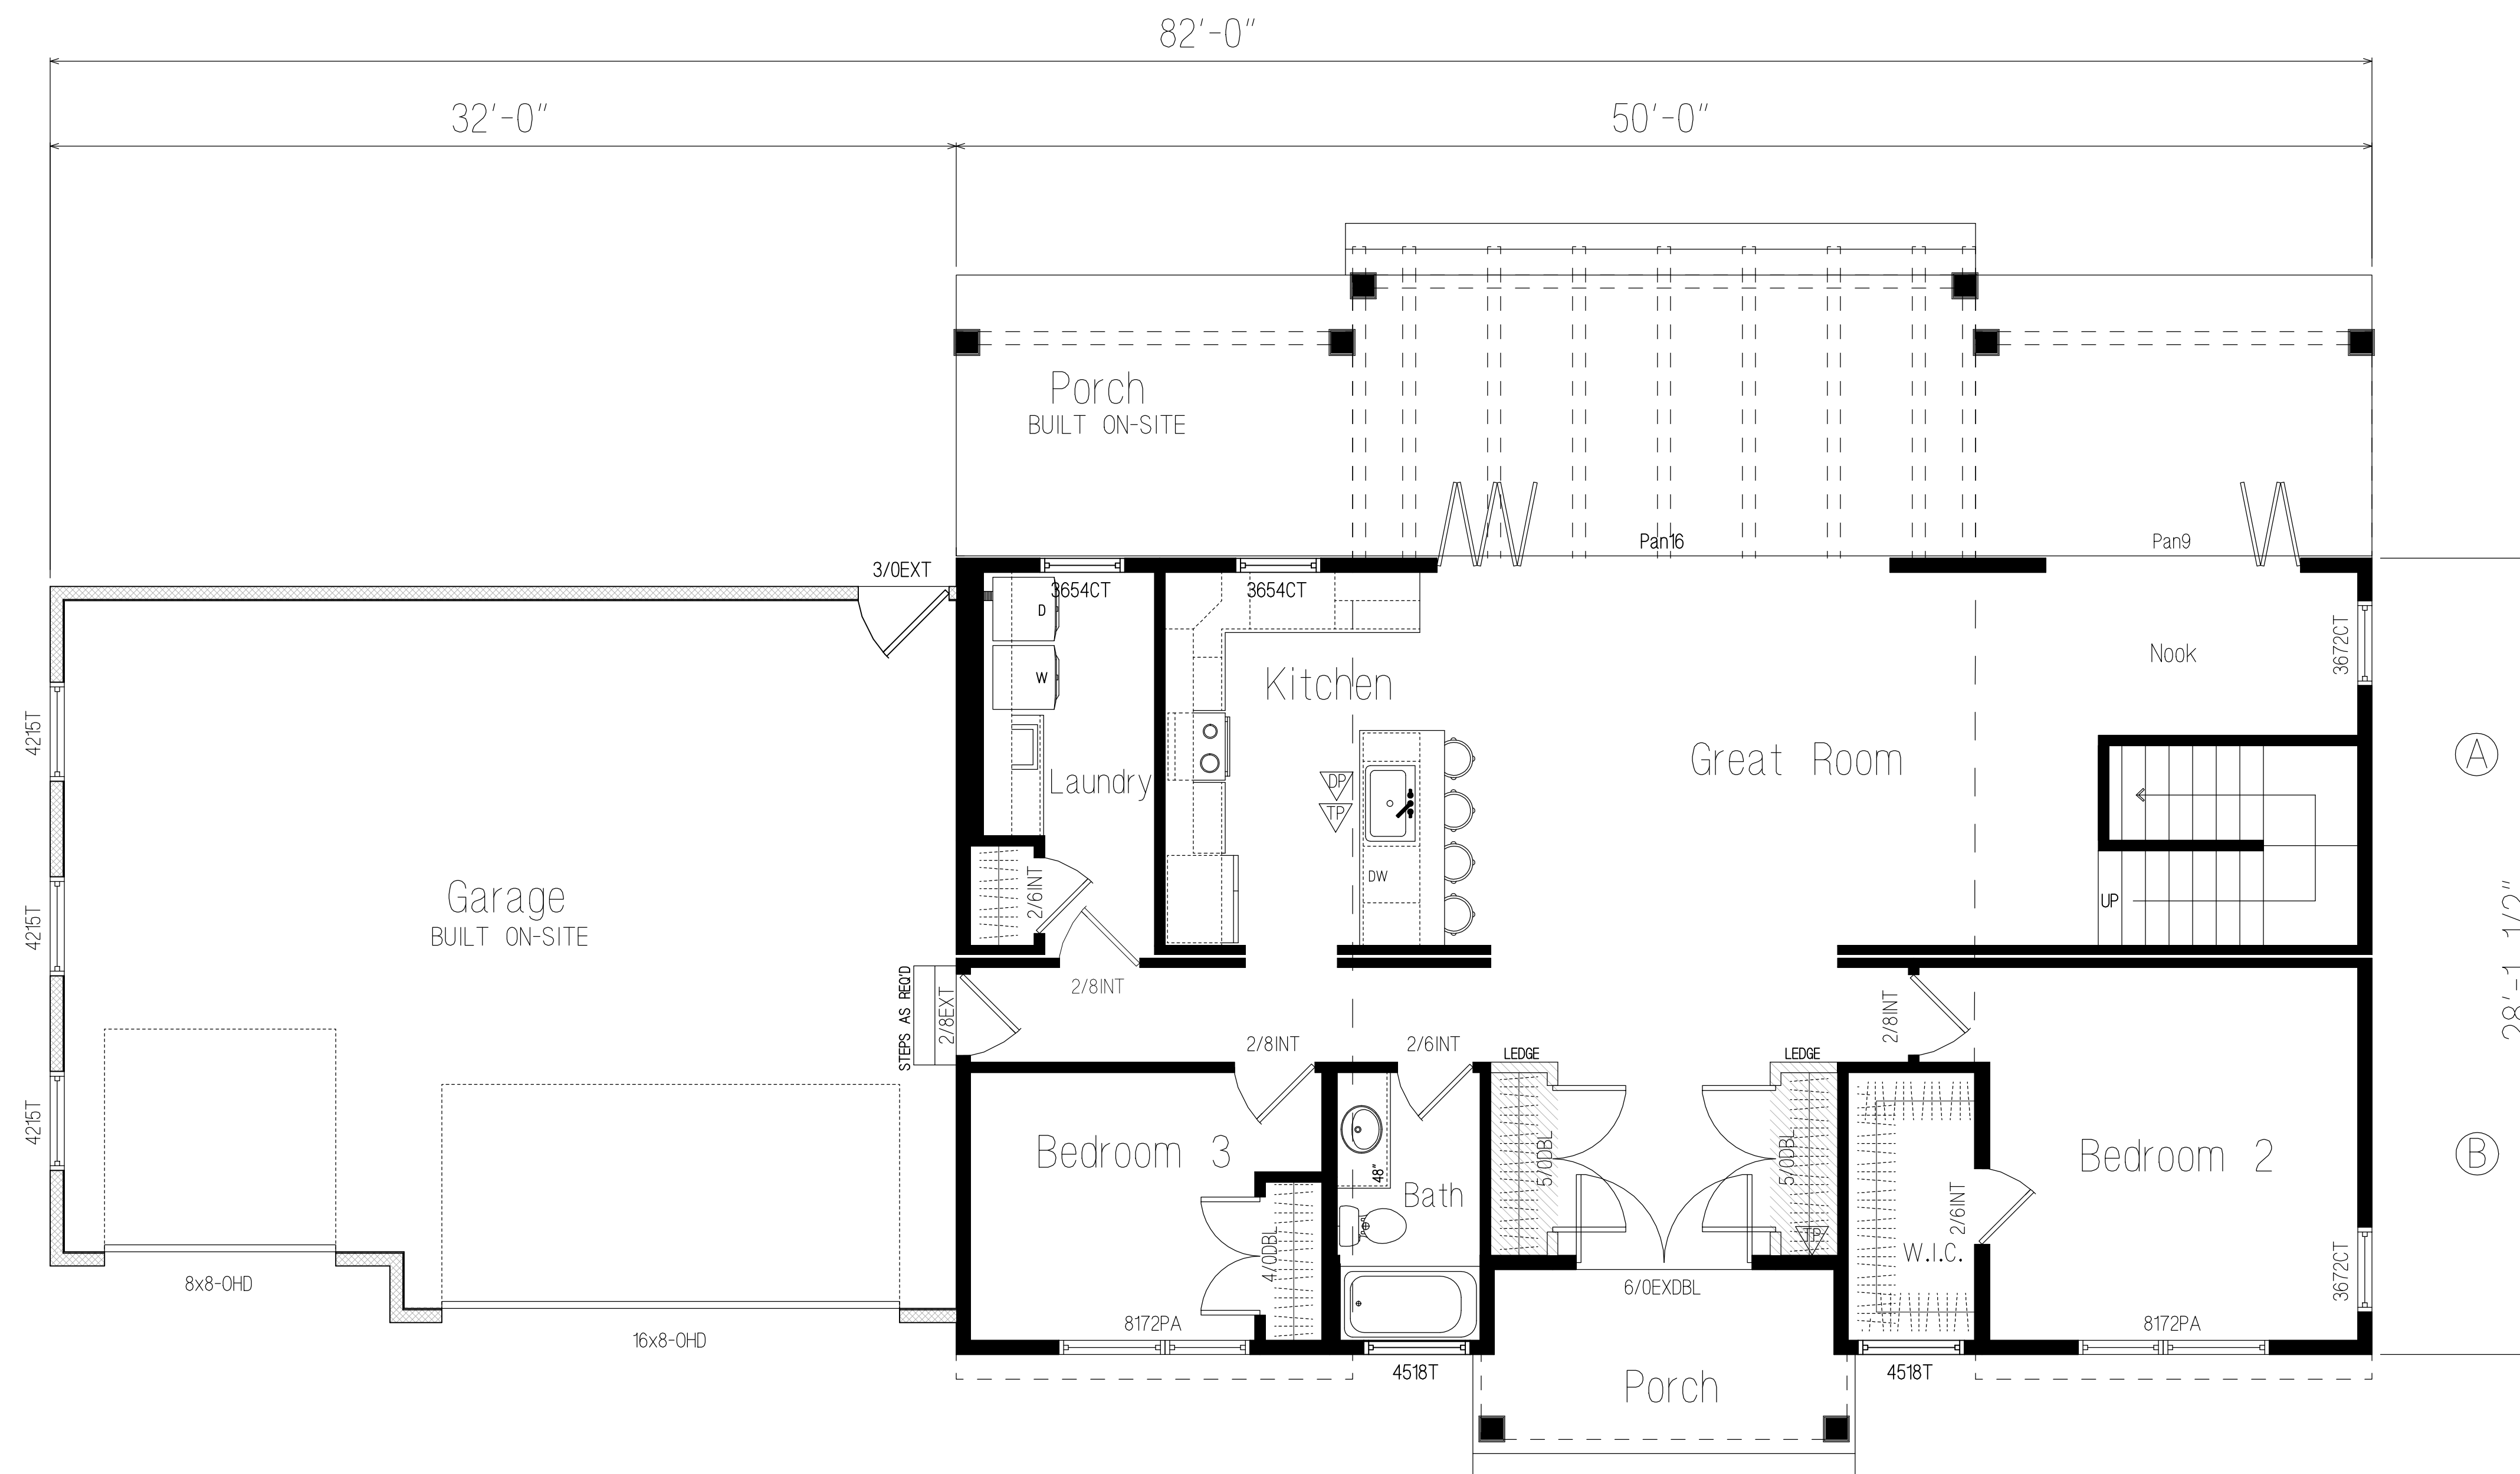 82'-0"
32'-0"
50'-0"
Porch
BUILT ON-SITE
3/0EXT
Pan16
Pan9
3654CT
3654CT
D
W
Kitchen
Nook
3672CT
4215T
Laundry
DP
TP
Great Room
A
DW
2/6INT
UP
Garage
BUILT ON-SITE
4215T
28'-1 1/2"
STEPS AS REQ'D
2/8EXT
2/8INT
2/8INT
2/8INT
2/6INT
LEDGE
LEDGE
4215T
Bedroom 3
48"
Bath
5/0DBL
5/0DBL
Bedroom 2
B
2/6INT
TP
W.I.C.
4/0DBL
3672CT
8x8-OHD
6/0EXDBL
8172PA
8172PA
16x8-OHD
4518T
4518T
Porch